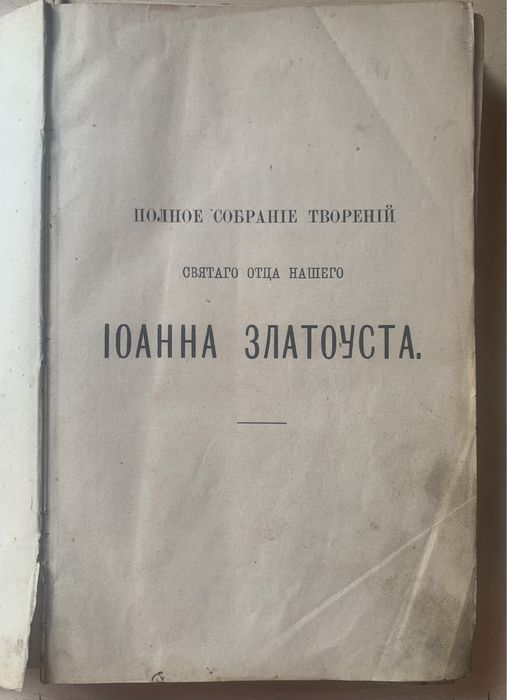 ПОЛНОЕ СОБРАНІЕ ТВОРЕНІЙ
СВЯТАГО ОТЦА НАШЕГО
ІОАННА ЗЛАТОУСТА.